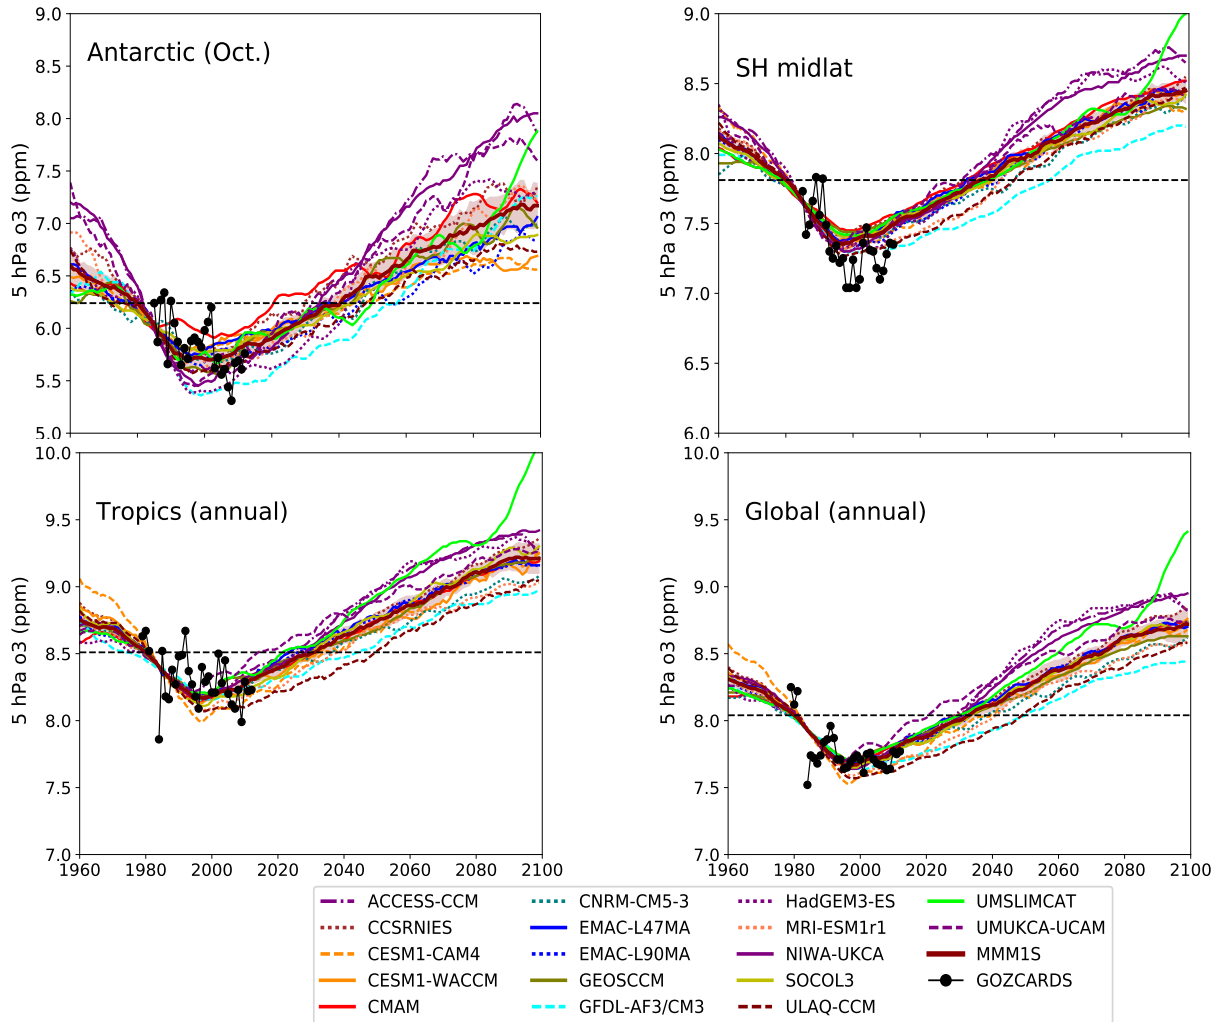 9.0
8.5
8.0
7.5
7.0
6.5
6.0
5.5
5.0
5 hPa o3 (ppm)
Antarctic (Oct.)
9.0
8.5
8.0
7.5
7.0
6.5
6.0
5 hPa o3 (ppm)
SH midlat
10.0
9.5
9.0
8.5
8.0
7.5
7.0
5 hPa o3 (ppm)
Tropics (annual)
1960 1980 2000 2020 2040 2060 2080 2100
10.0
9.5
9.0
8.5
8.0
7.5
7.0
5 hPa o3 (ppm)
Global (annual)
1960 1980 2000 2020 2040 2060 2080 2100
ACCESS-CCM
CCSRNIES
CESM1-CAM4
CESM1-WACCM
CMAM
CNRM-CM5-3
EMAC-L47MA
EMAC-L90MA
GEOSCCM
GFDL-AF3/CM3
HadGEM3-ES
MRI-ESM1r1
NIWA-UKCA
SOCOL3
ULAQ-CCM
UMSLIMCAT
UMUKCA-UCAM
MMM1S
GOZCARDS